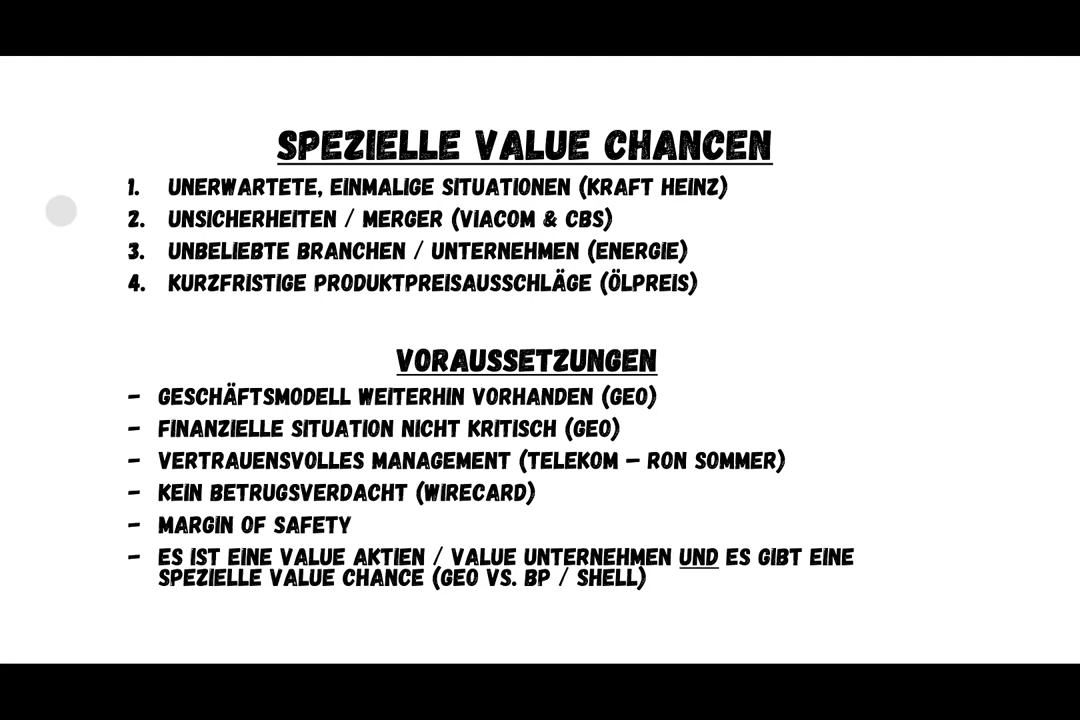 SPEZIELLE VALUE CHANCEN
1. UNERWARTETE, EINMALIGE SITUATIONEN (KRAFT HEINZ)
2. UNSICHERHEITEN / MERGER (VIACOM & CBS)
3. UNBELIEBTE BRANCHEN / UNTERNEHMEN (ENERGIE)
4. KURZFRISTIGE PRODUKTPREISAUSSCHLÄGE (ÖLPREIS)
VORAUSSETZUNGEN
- GESCHÄFTSMODELL WEITERHIN VORHANDEN (GEO)
- FINANZIELLE SITUATION NICHT KRITISCH (GEO)
- VERTRAUENSVOLLES MANAGEMENT (TELEKOM – RON SOMMER)
- KEIN BETRUGSVERDACHT (WIRECARD)
- MARGIN OF SAFETY
- ES IST EINE VALUE AKTIEN / VALUE UNTERNEHMEN UND ES GIBT EINE
SPEZIELLE VALUE CHANCE (GEO VS. BP / SHELL)